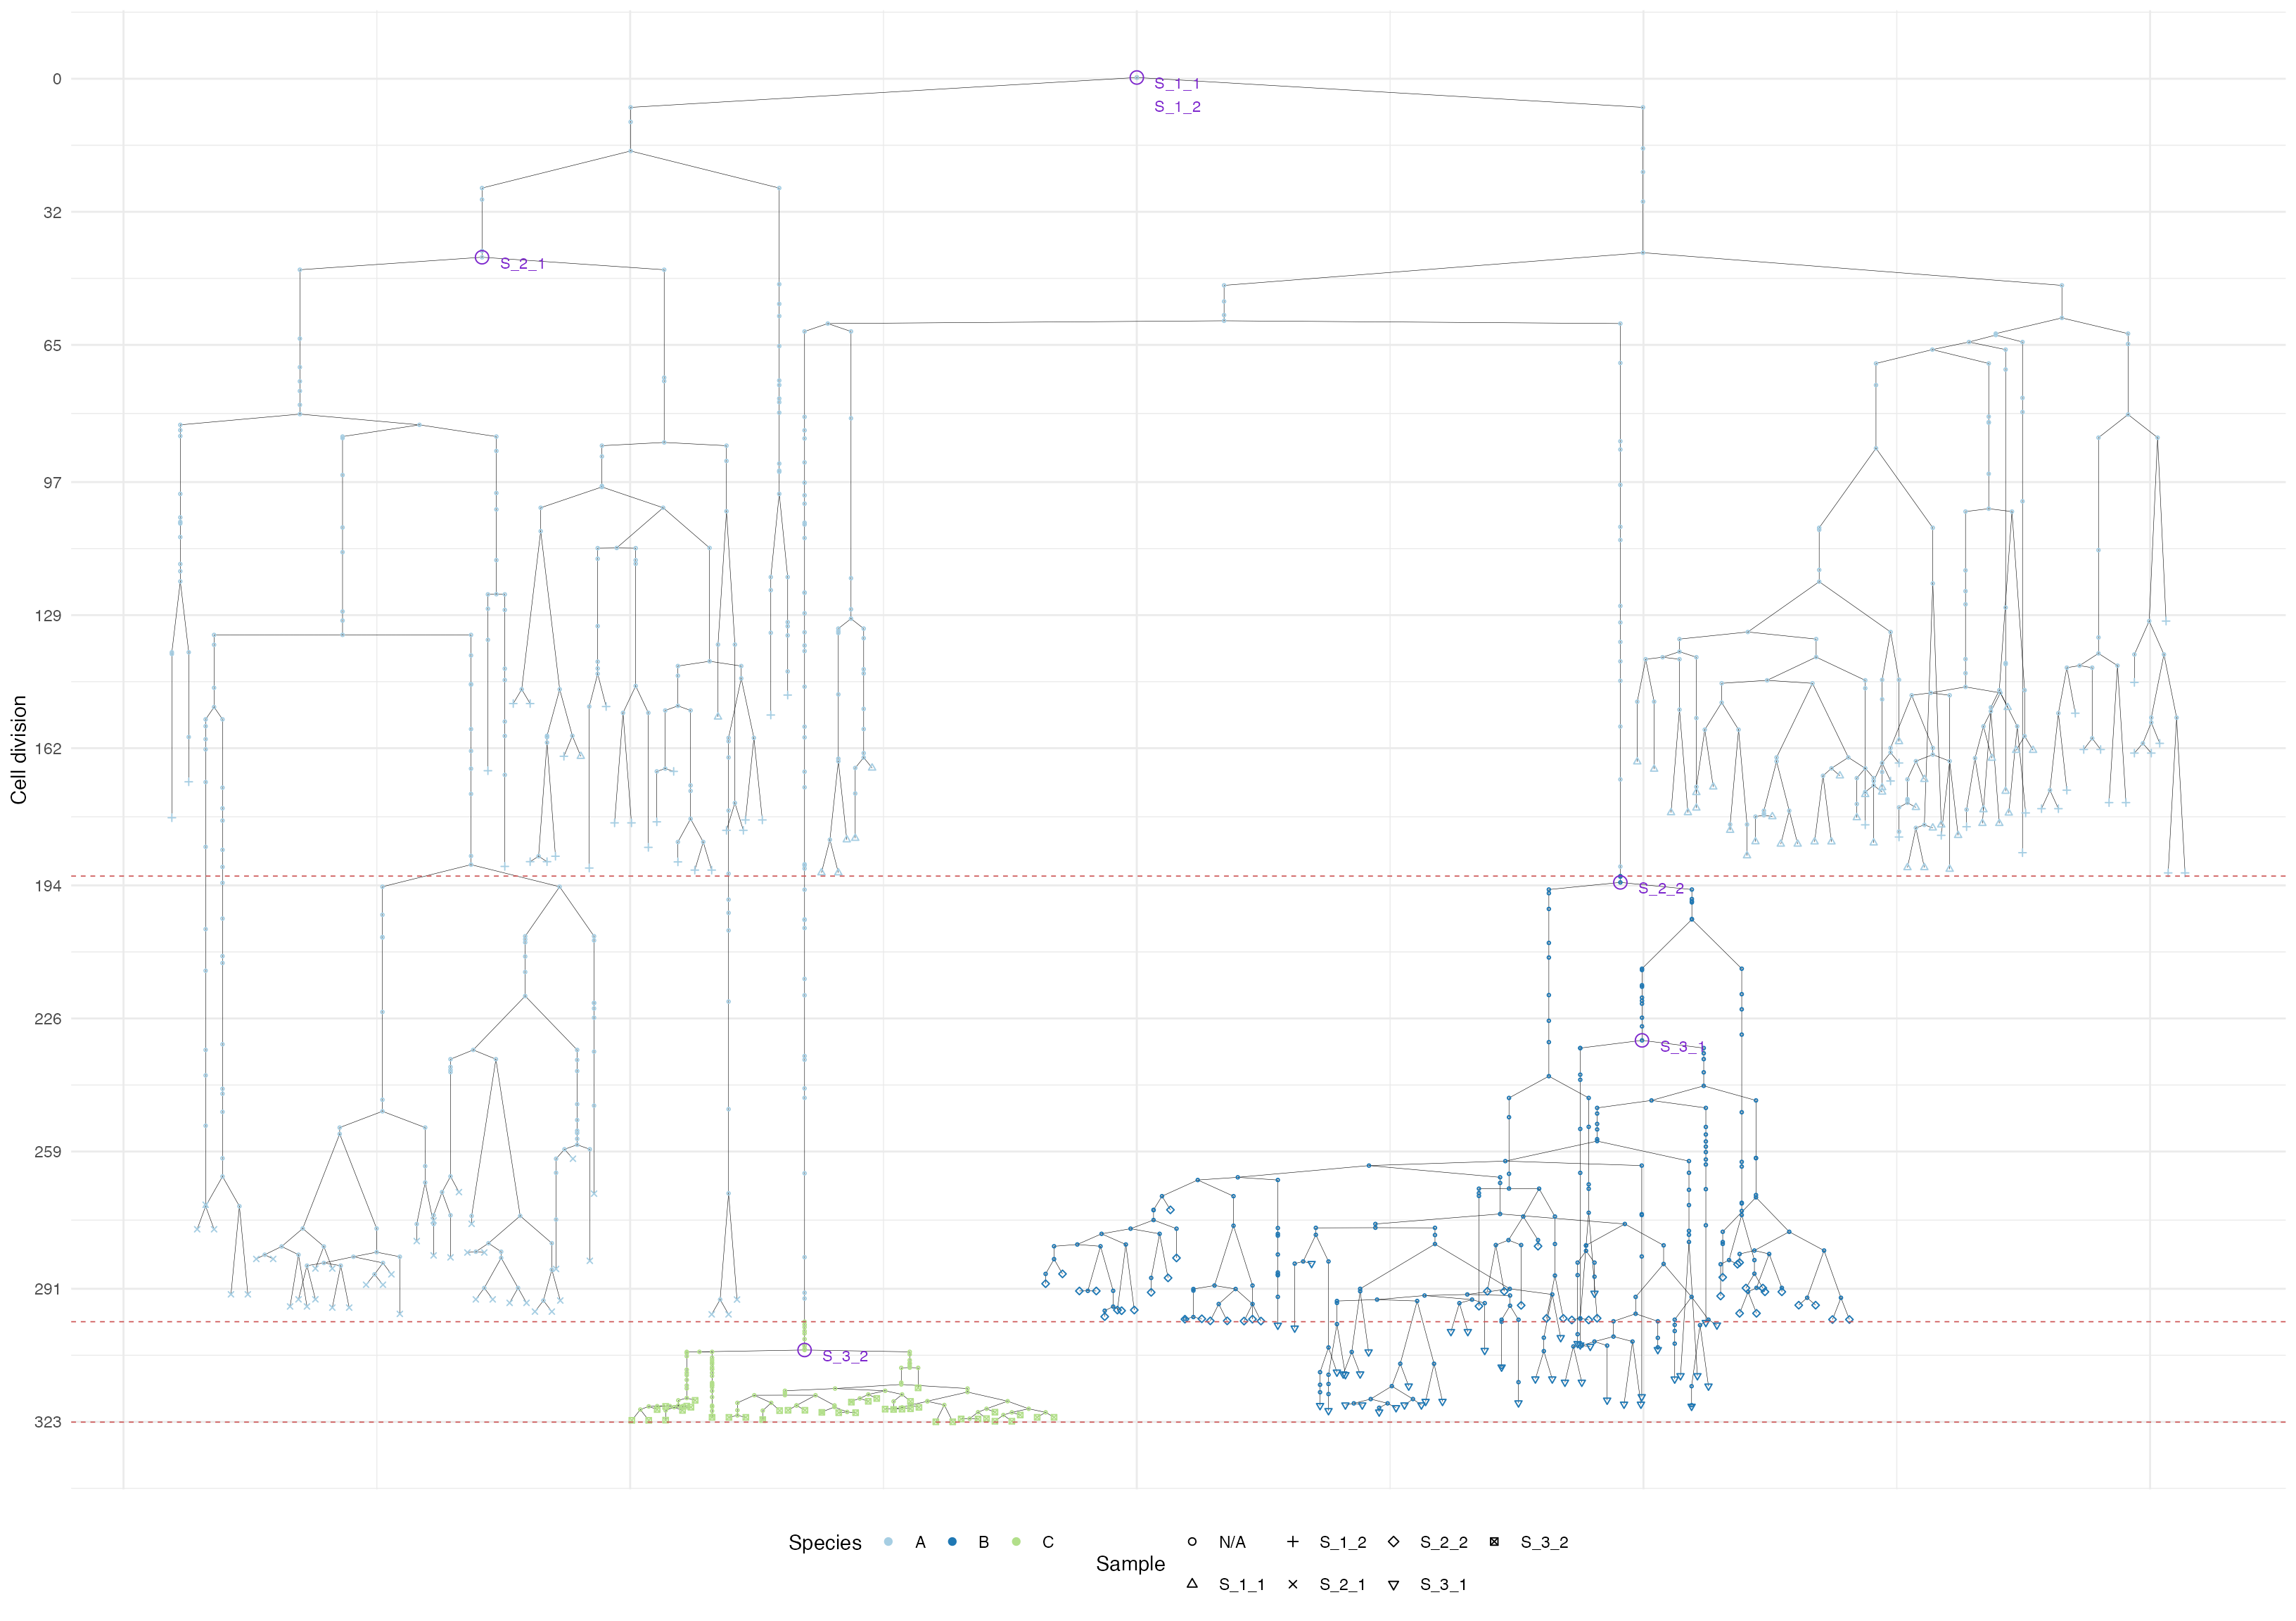 0
S_1_1
S_1_2
32
S_2_1
65
97
129
162
194
S_2_2
226
S_3_1
259
291
S_3_2
323
Cell division
Species A B C
Sample
N/A S_1_2 S_2_2 S_3_2
S_1_1 S_2_1 S_3_1